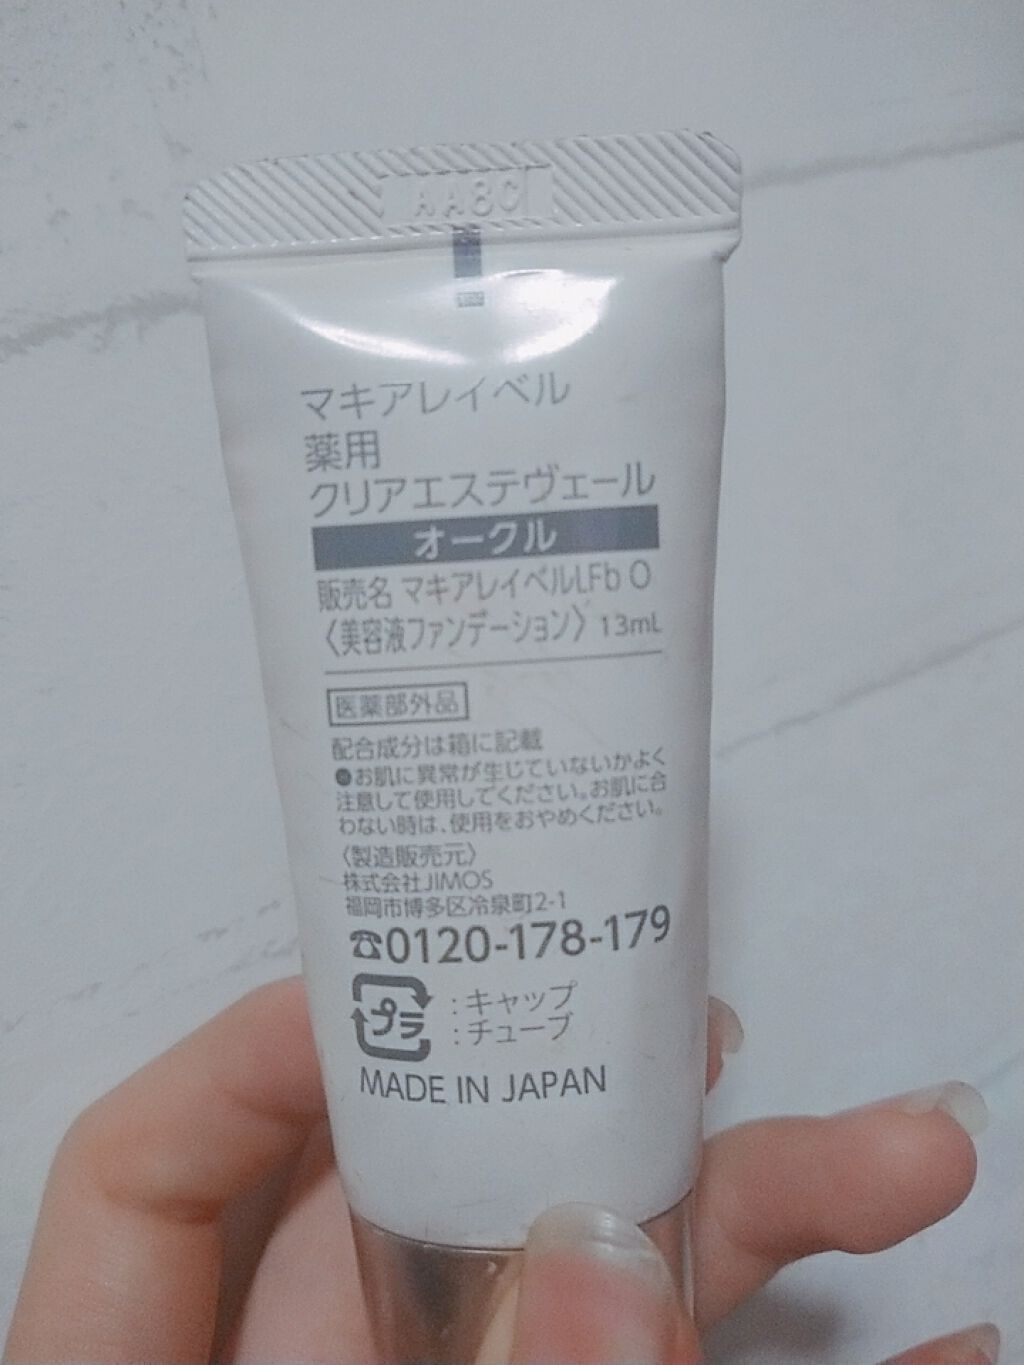 AA8C
マキアレイベル
薬用
クリアエステヴェール
オークル
販売名 マキアレイベルLFb O
〈美容液ファンデーション〉 13mL
医薬部外品
配合成分は箱に記載
●お肌に異常が生じていないかよく
注意して使用してください。お肌に合
わない時は、使用をおやめください。
〈製造販売元〉
株式会社JIMOS
福岡市博多区冷泉町2-1
☎0120-178-179
プラ :キャップ
:チューブ
MADE IN JAPAN